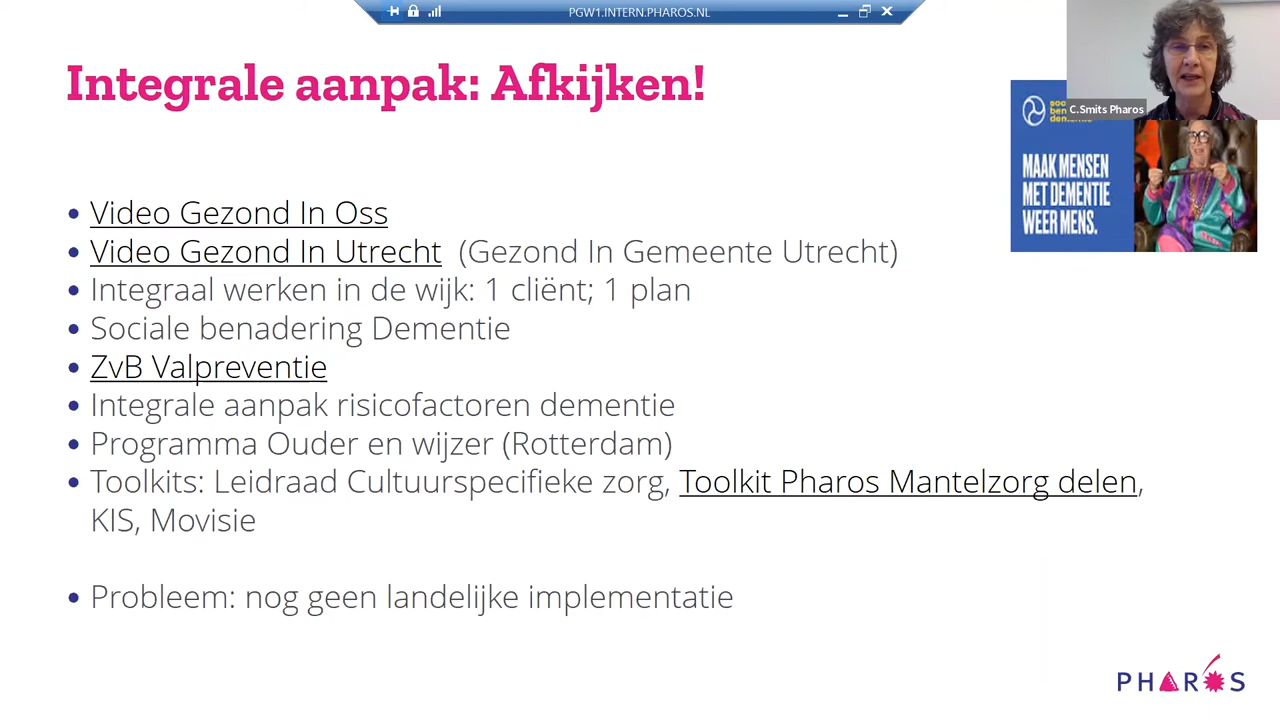 PGW1.INTERN.PHAROS.NL
Integrale aanpak: Afkijken!
C.Smits Pharos
MAAK MENSEN
MET DEMENTIE
WEER MENS.
• Video Gezond In Oss
• Video Gezond In Utrecht (Gezond In Gemeente Utrecht)
• Integraal werken in de wijk: 1 cliënt; 1 plan
• Sociale benadering Dementie
• ZvB Valpreventie
• Integrale aanpak risicofactoren dementie
• Programma Ouder en wijzer (Rotterdam)
• Toolkits: Leidraad Cultuurspecifieke zorg, Toolkit Pharos Mantelzorg delen,
KIS, Movisie
• Probleem: nog geen landelijke implementatie
PHAROS